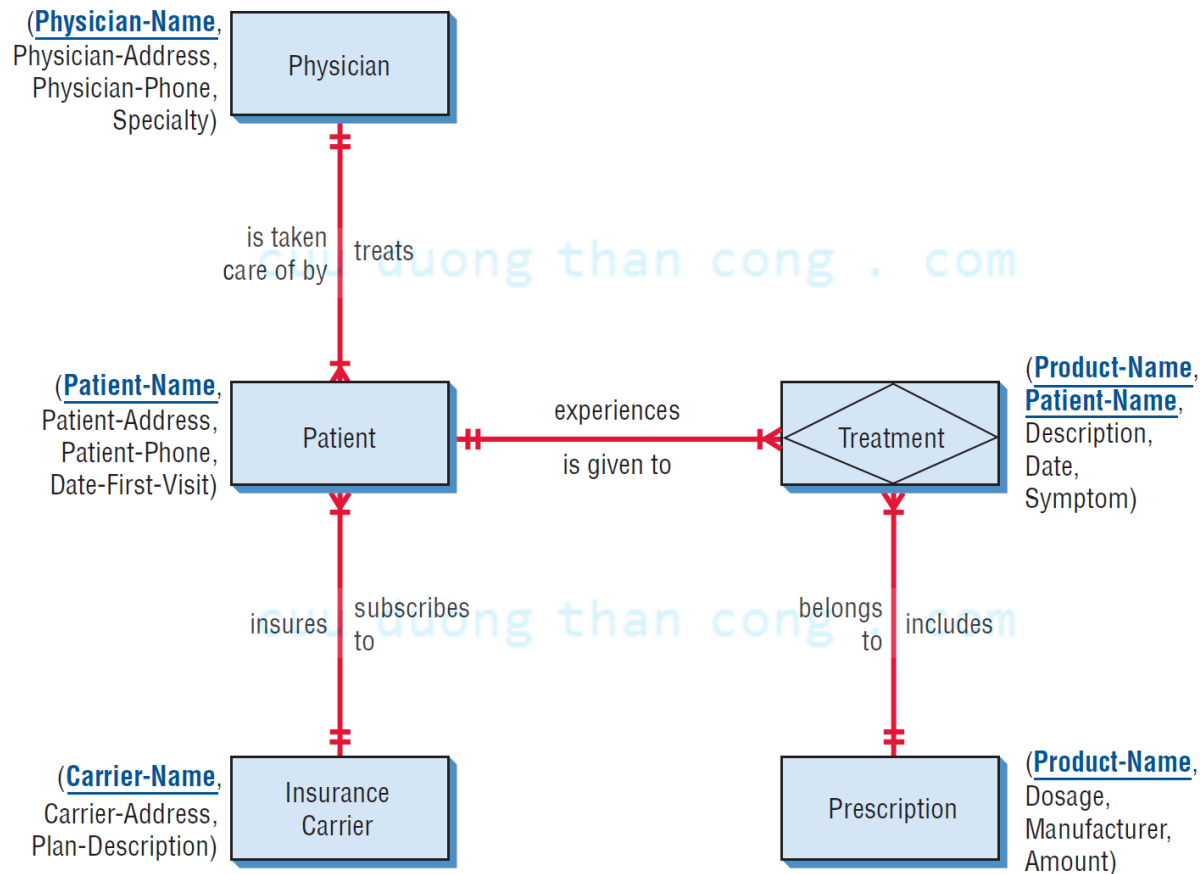 (Physician-Name,
Physician-Address,
Physician-Phone,
Specialty)
Physician
is taken
care of by
treats
cuu duong than cong . com
(Patient-Name,
Patient-Address,
Patient-Phone,
Date-First-Visit)
Patient
experiences
is given to
Treatment
(Product-Name,
Patient-Name,
Description,
Date,
Symptom)
insures
subscribes
to
belongs
to
includes
cuu duong than cong . com
(Carrier-Name,
Carrier-Address,
Plan-Description)
Insurance
Carrier
Prescription
(Product-Name,
Dosage,
Manufacturer,
Amount)